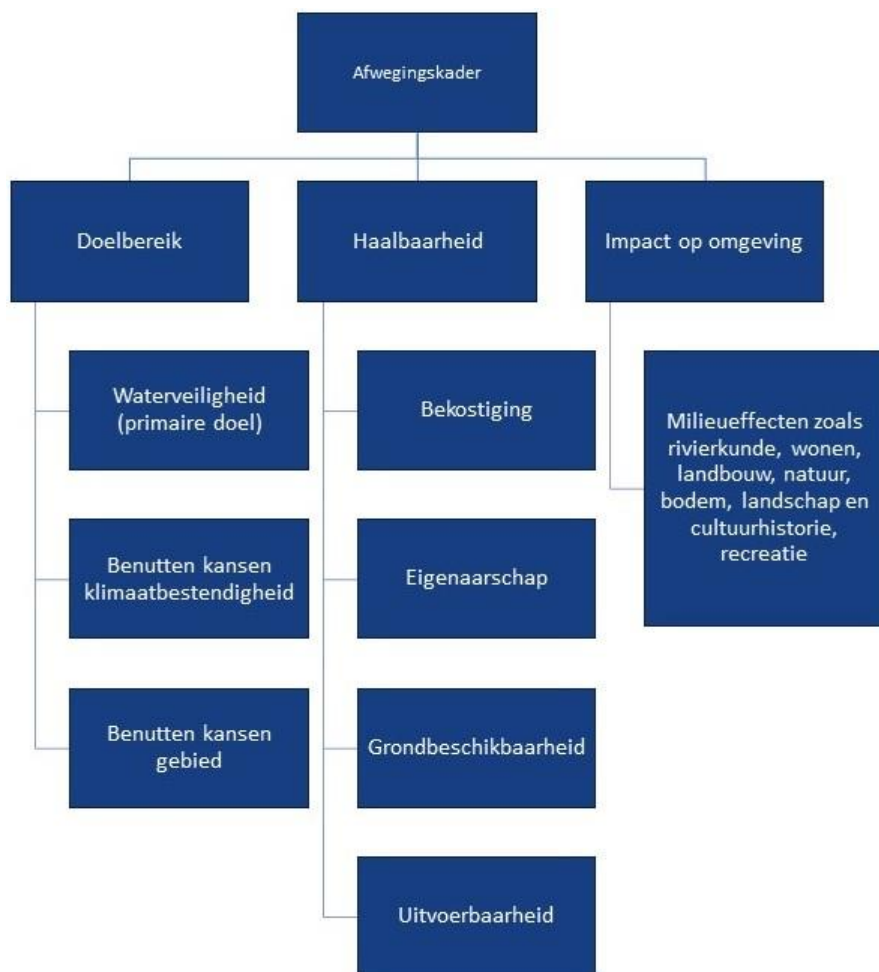 Afwegingskader
Doelbereik
Waterveiligheid
(primaire doel)
Benutten kansen
klimaatbestendigheid
Benutten kansen
gebied
Haalbaarheid
Bekostiging
Eigenaarschap
Grondbeschikbaarheid
Uitvoerbaarheid
Impact op omgeving
Milieueffecten zoals
rivierkunde, wonen,
landbouw, natuur,
bodem, landschap en
cultuurhistorie,
recreatie